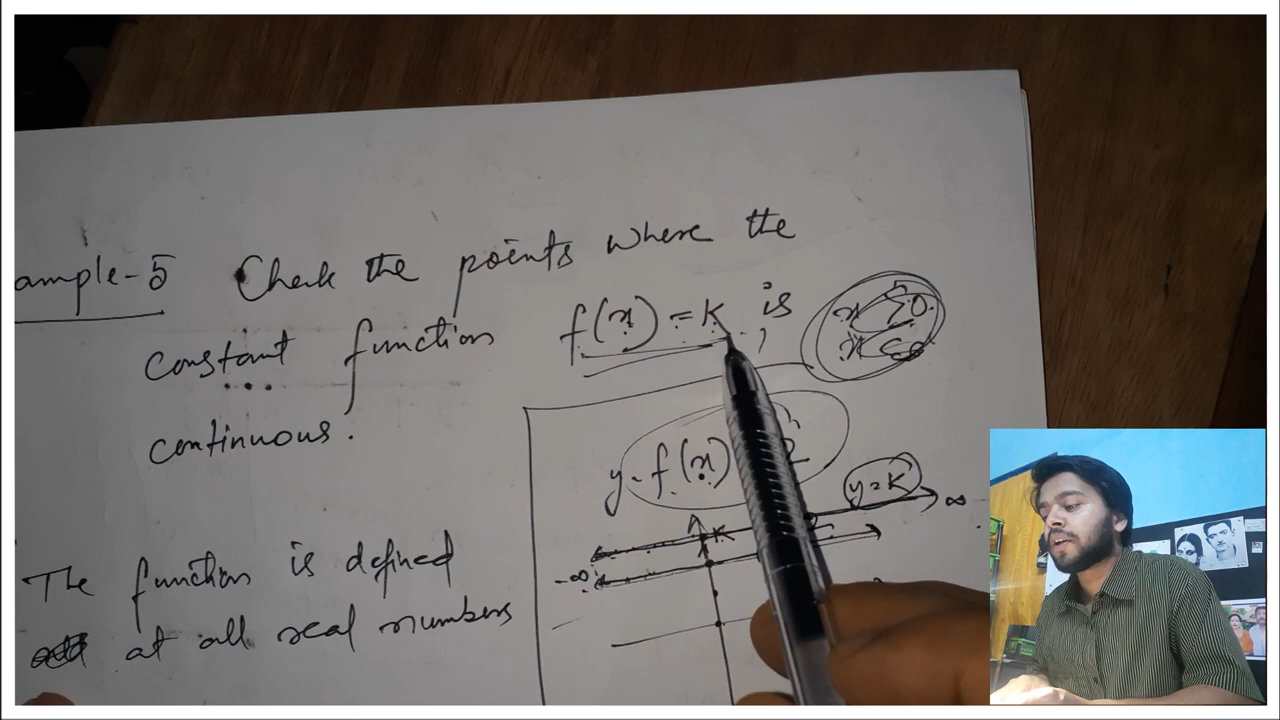 ample-5 Check the points where the
constant function f(x) = K, is
continuous.
x
x
y = f(x)
y = K
∞
K
-∞
The function is defined
at all real numbers